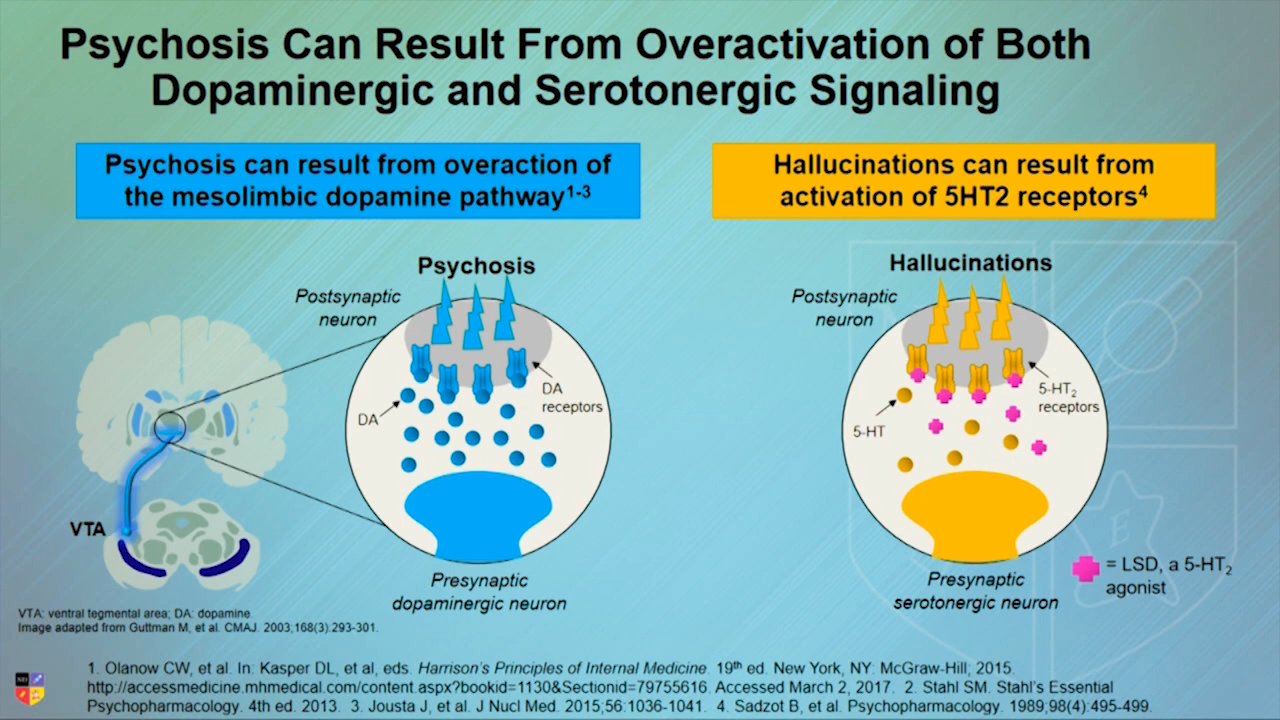 Psychosis Can Result From Overactivation of Both
Dopaminergic and Serotonergic Signaling
Psychosis can result from overaction of
the mesolimbic dopamine pathway¹⁻³
Hallucinations can result from
activation of 5HT2 receptors⁴
Psychosis
Postsynaptic
neuron
DA
receptors
DA
VTA
Presynaptic
dopaminergic neuron
Hallucinations
Postsynaptic
neuron
5-HT₂
receptors
5-HT
Presynaptic
serotonergic neuron
= LSD, a 5-HT₂
agonist
E
VTA: ventral tegmental area; DA: dopamine.
Image adapted from Guttman M, et al. CMAJ. 2003;168(3):293-301.
1. Olanow CW, et al. In: Kasper DL, et al, eds. Harrison's Principles of Internal Medicine. 19th ed. New York, NY: McGraw-Hill; 2015.
http://accessmedicine.mhmedical.com/content.aspx?bookid=1130&Sectionid=79755616. Accessed March 2, 2017. 2. Stahl SM. Stahl's Essential
Psychopharmacology. 4th ed. 2013. 3. Jousta J, et al. J Nucl Med. 2015;56:1036-1041. 4. Sadzot B, et al. Psychopharmacology. 1989;98(4):495-499.